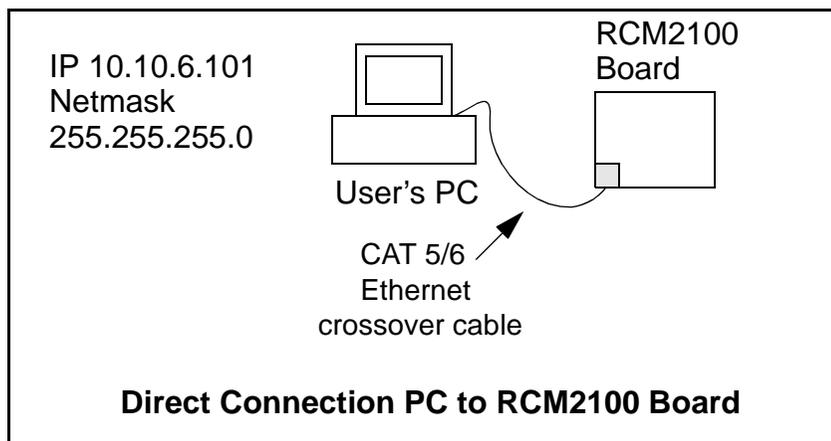 IP 10.10.6.101
Netmask
255.255.255.0
User's PC
RCM2100
Board
CAT 5/6
Ethernet
crossover cable
Direct Connection PC to RCM2100 Board